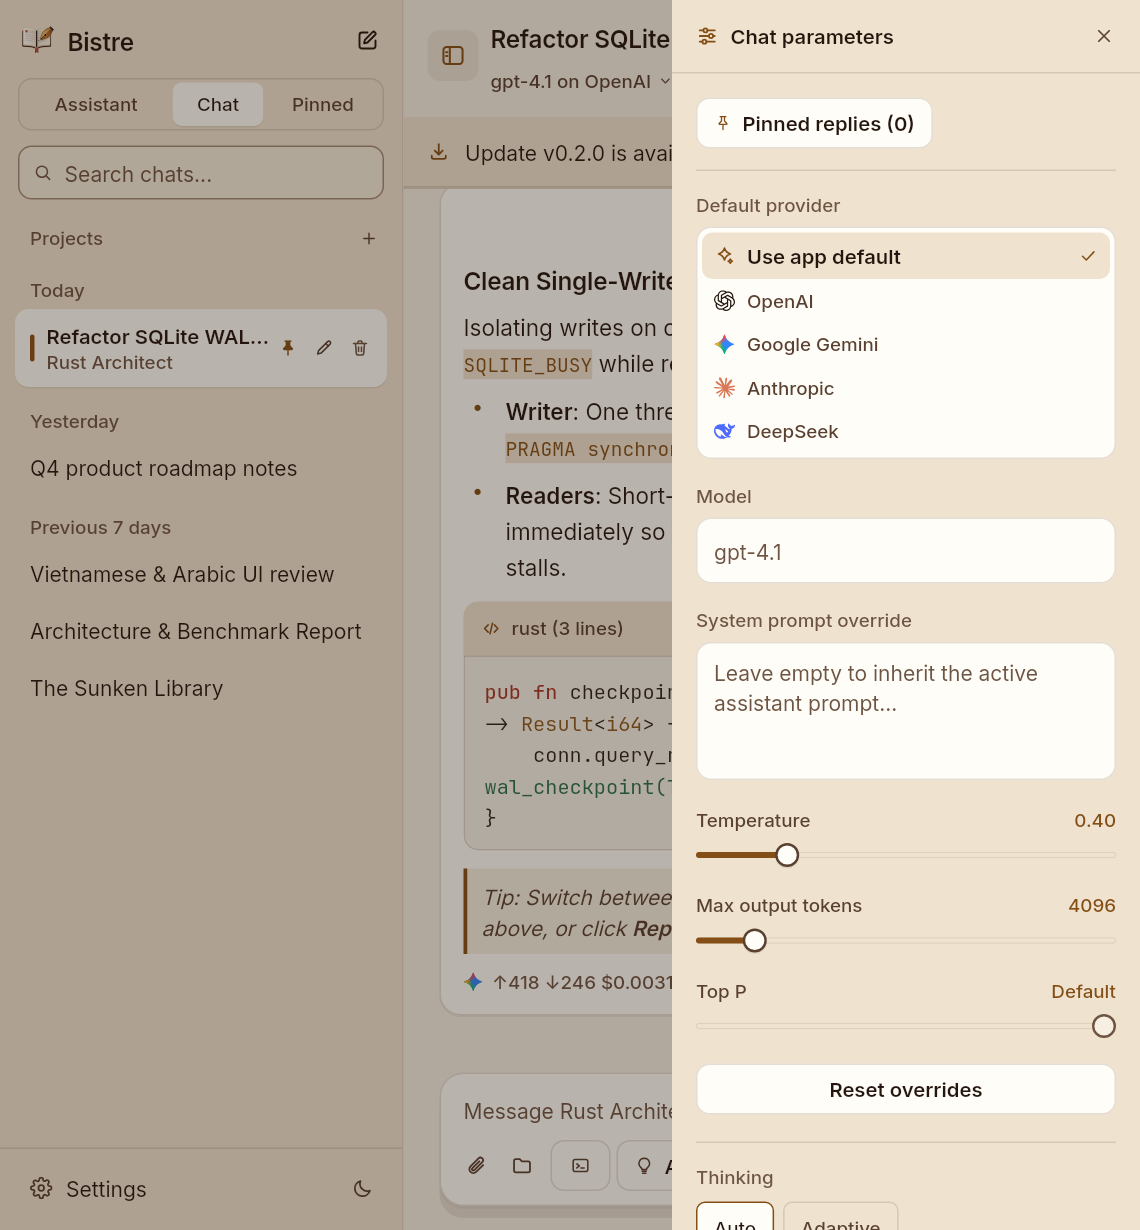 Bistre
Assistant
Chat
Pinned
Search chats...
Projects
Today
Refactor SQLite WAL...
Rust Architect
Yesterday
Q4 product roadmap notes
Previous 7 days
Vietnamese & Arabic UI review
Architecture & Benchmark Report
The Sunken Library
Settings
Refactor SQLite
gpt-4.1 on OpenAI
Update v0.2.0 is avai
Clean Single-Write
Isolating writes on o
SQLITE_BUSY while re
• Writer: One thre
PRAGMA synchron
• Readers: Short-
immediately so
stalls.
rust (3 lines)
pub fn checkpoin
-> Result<i64> {
conn.query_r
wal_checkpoint(T
}
Tip: Switch betwee
above, or click Rep
↑418 ↓246 $0.0031
Message Rust Archite
Chat parameters
Pinned replies (0)
Default provider
Use app default
OpenAI
Google Gemini
Anthropic
DeepSeek
Model
gpt-4.1
System prompt override
Leave empty to inherit the active
assistant prompt...
Temperature 0.40
Max output tokens 4096
Top P Default
Reset overrides
Thinking
Auto
Adaptive